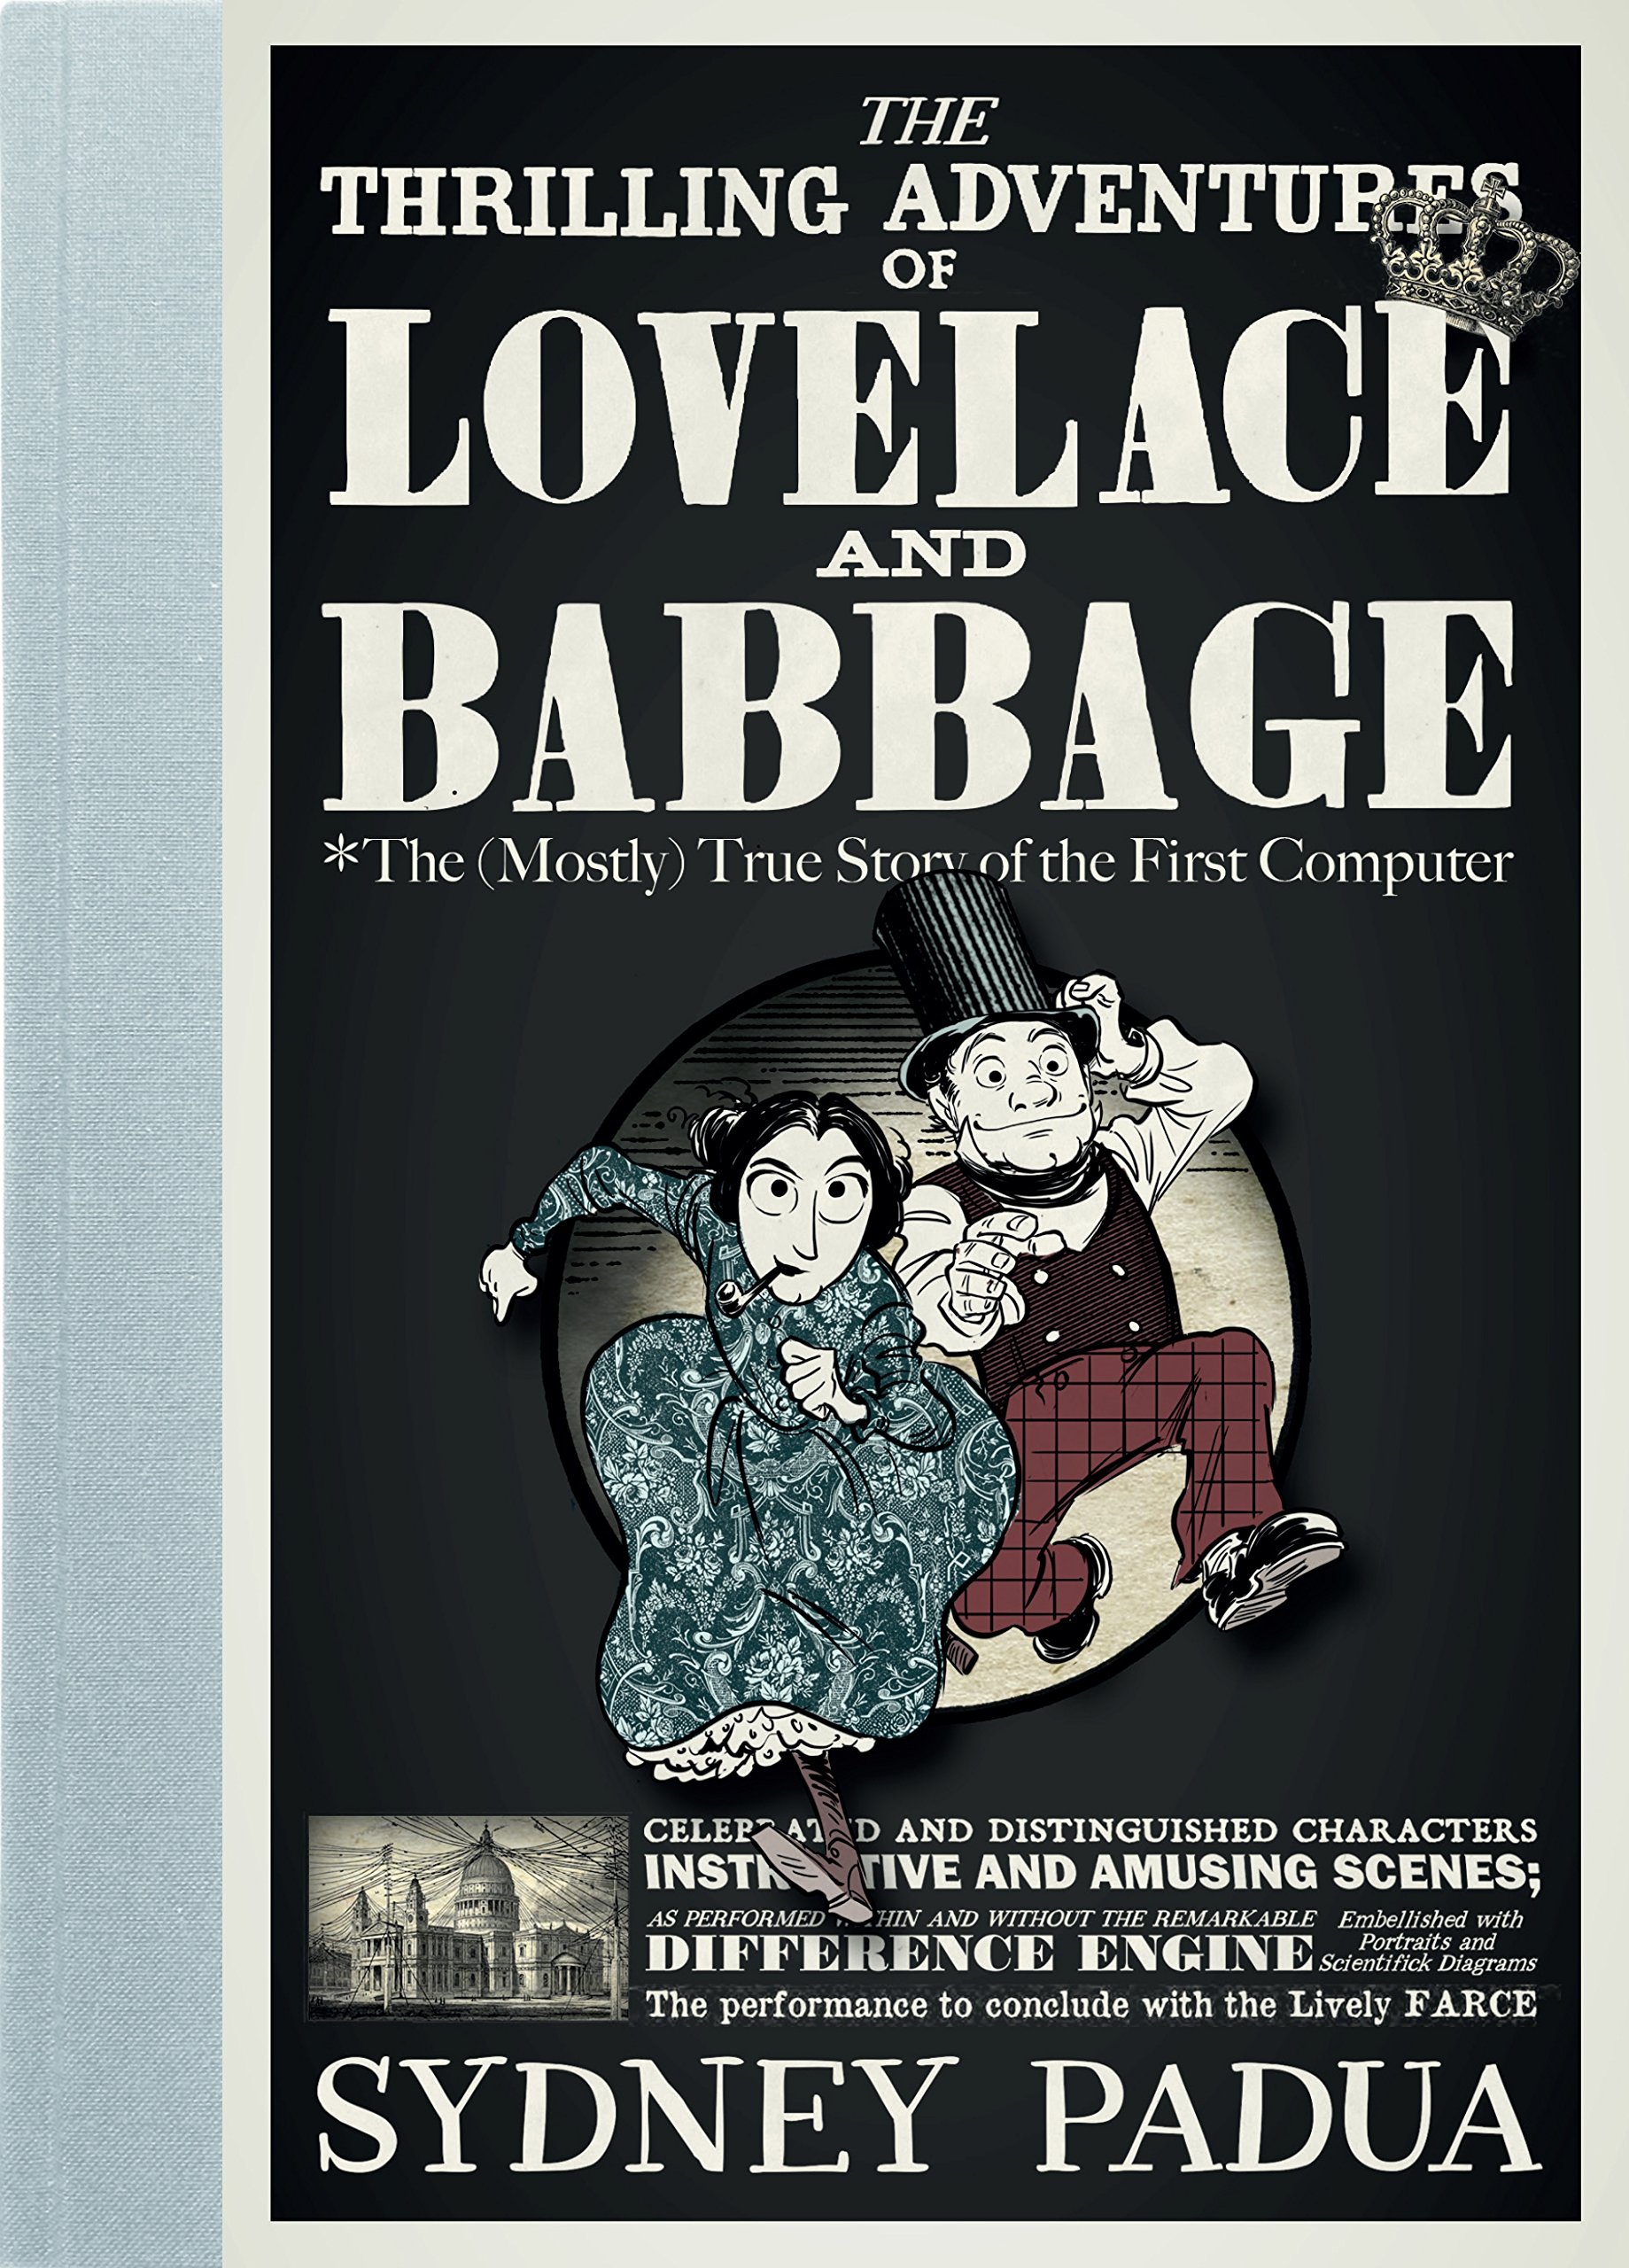 THE
THRILLING ADVENTURES
OF
LOVELACE
AND
BABBAGE
*The (Mostly) True Story of the First Computer
CELEBRATED AND DISTINGUISHED CHARACTERS
INSTRUCTIVE AND AMUSING SCENES;
AS PERFORMED WITHIN AND WITHOUT THE REMARKABLE
DIFFERENCE ENGINE
Embellished with
Portraits and
Scientifick Diagrams
The performance to conclude with the Lively FARCE
SYDNEY PADUA